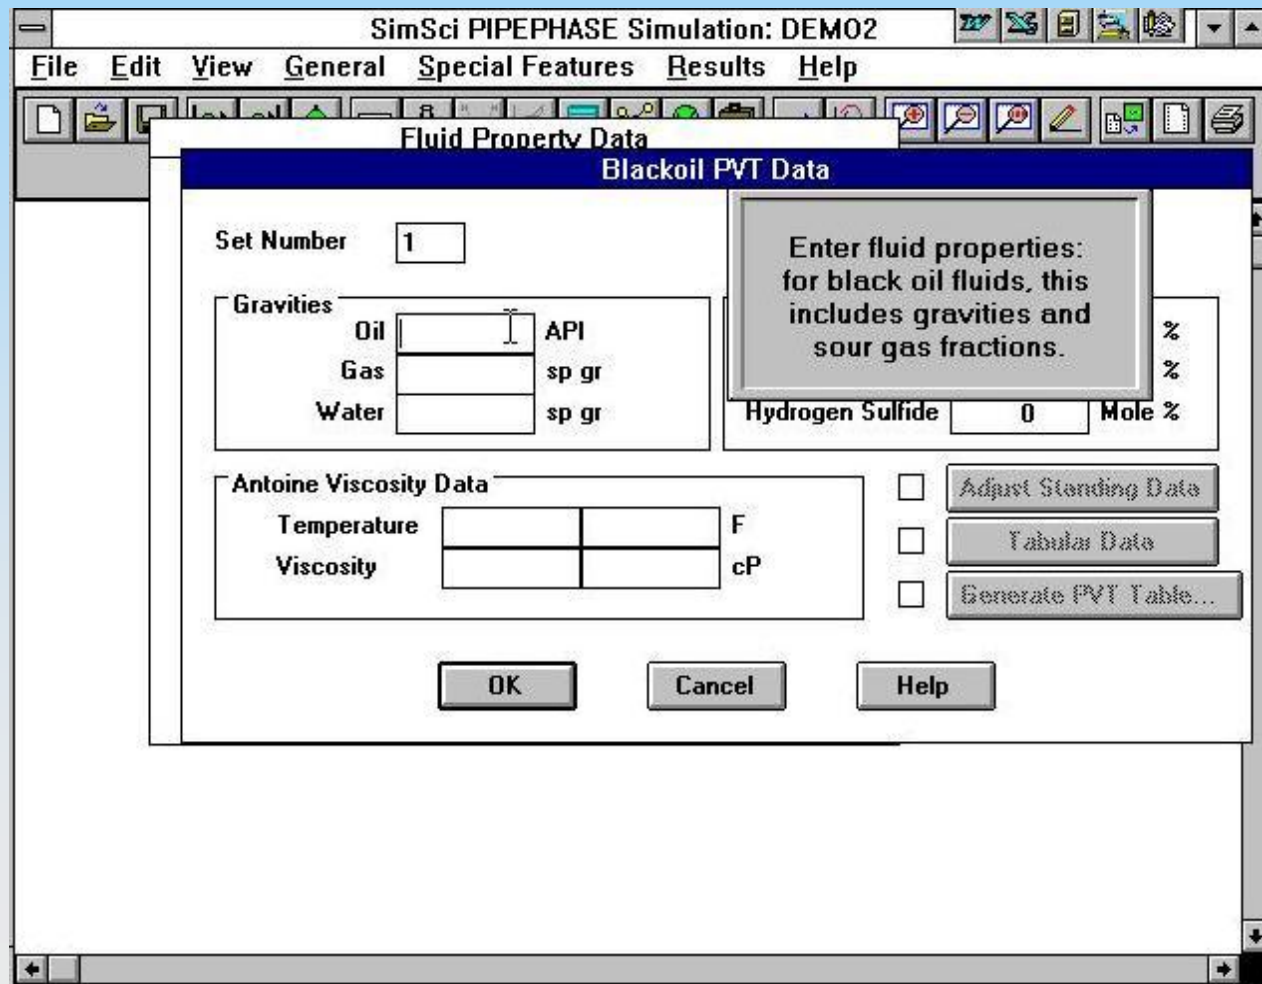 SimSci PIPEPHASE Simulation: DEMO2
File Edit View General Special Features Results Help
Fluid Property Data
Blackoil PVT Data
Set Number 1
Enter fluid properties:
for black oil fluids, this
includes gravities and
sour gas fractions.
Gravities
Oil API
Gas sp gr
Water sp gr
%
%
Hydrogen Sulfide 0 Mole %
Antoine Viscosity Data
Temperature F
Viscosity cP
Adjust Standing Data
Tabular Data
Generate PVT Table...
OK Cancel Help